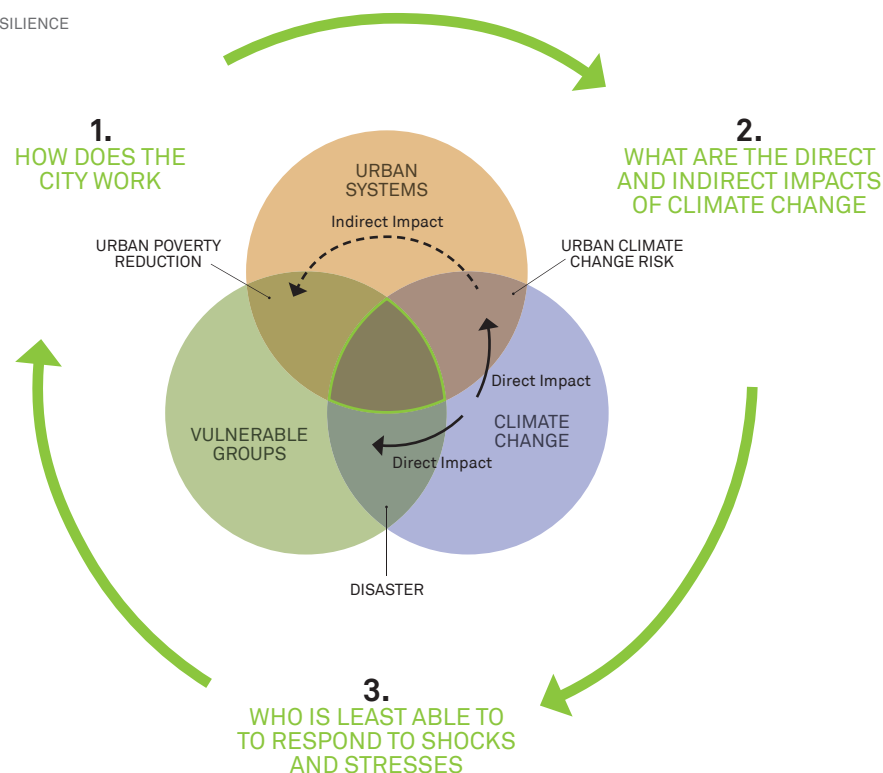 SILIENCE
1.
HOW DOES THE
CITY WORK
2.
WHAT ARE THE DIRECT
AND INDIRECT IMPACTS
OF CLIMATE CHANGE
URBAN
SYSTEMS
Indirect Impact
URBAN POVERTY
REDUCTION
URBAN CLIMATE
CHANGE RISK
Direct Impact
VULNERABLE
GROUPS
CLIMATE
CHANGE
Direct Impact
DISASTER
3.
WHO IS LEAST ABLE TO
TO RESPOND TO SHOCKS
AND STRESSES